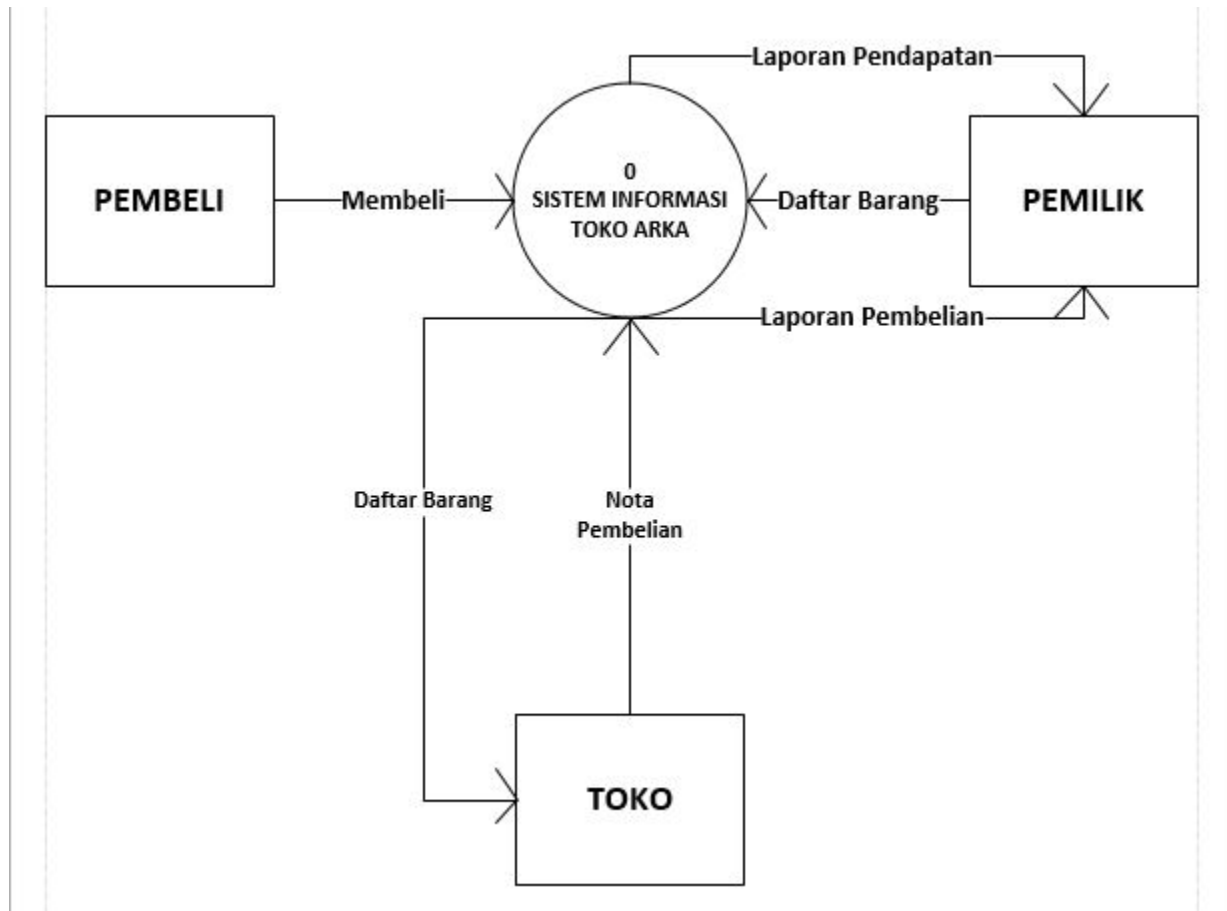 Laporan Pendapatan
PEMBELI
Membeli
0
SISTEM INFORMASI
TOKO ARKA
Daftar Barang
PEMILIK
Laporan Pembelian
Daftar Barang
Nota
Pembelian
TOKO